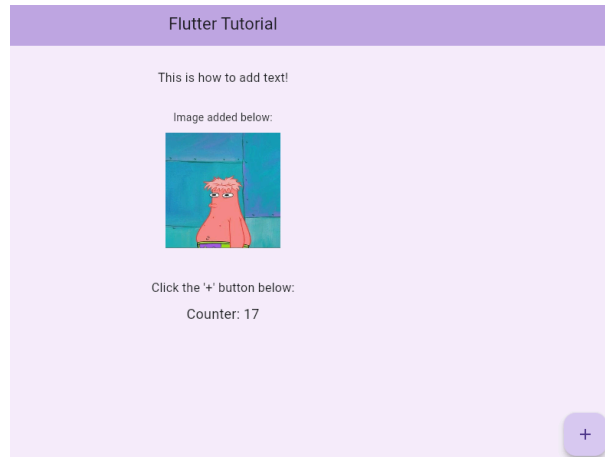 Flutter Tutorial
This is how to add text!
Image added below:
Click the '+' button below:
Counter: 17
+